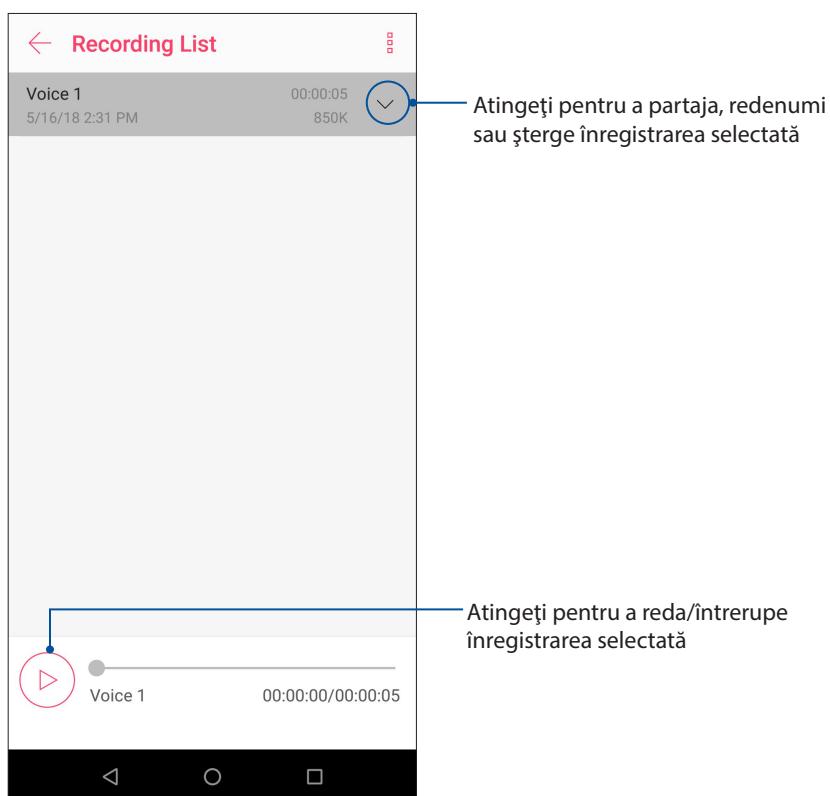 Recording List
Voice 1 00:00:05
5/16/18 2:31 PM 850K
Atingeţi pentru a partaja, redenumi
sau şterge înregistrarea selectată
Atingeţi pentru a reda/întrerupe
înregistrarea selectată
Voice 1 00:00:00/00:00:05